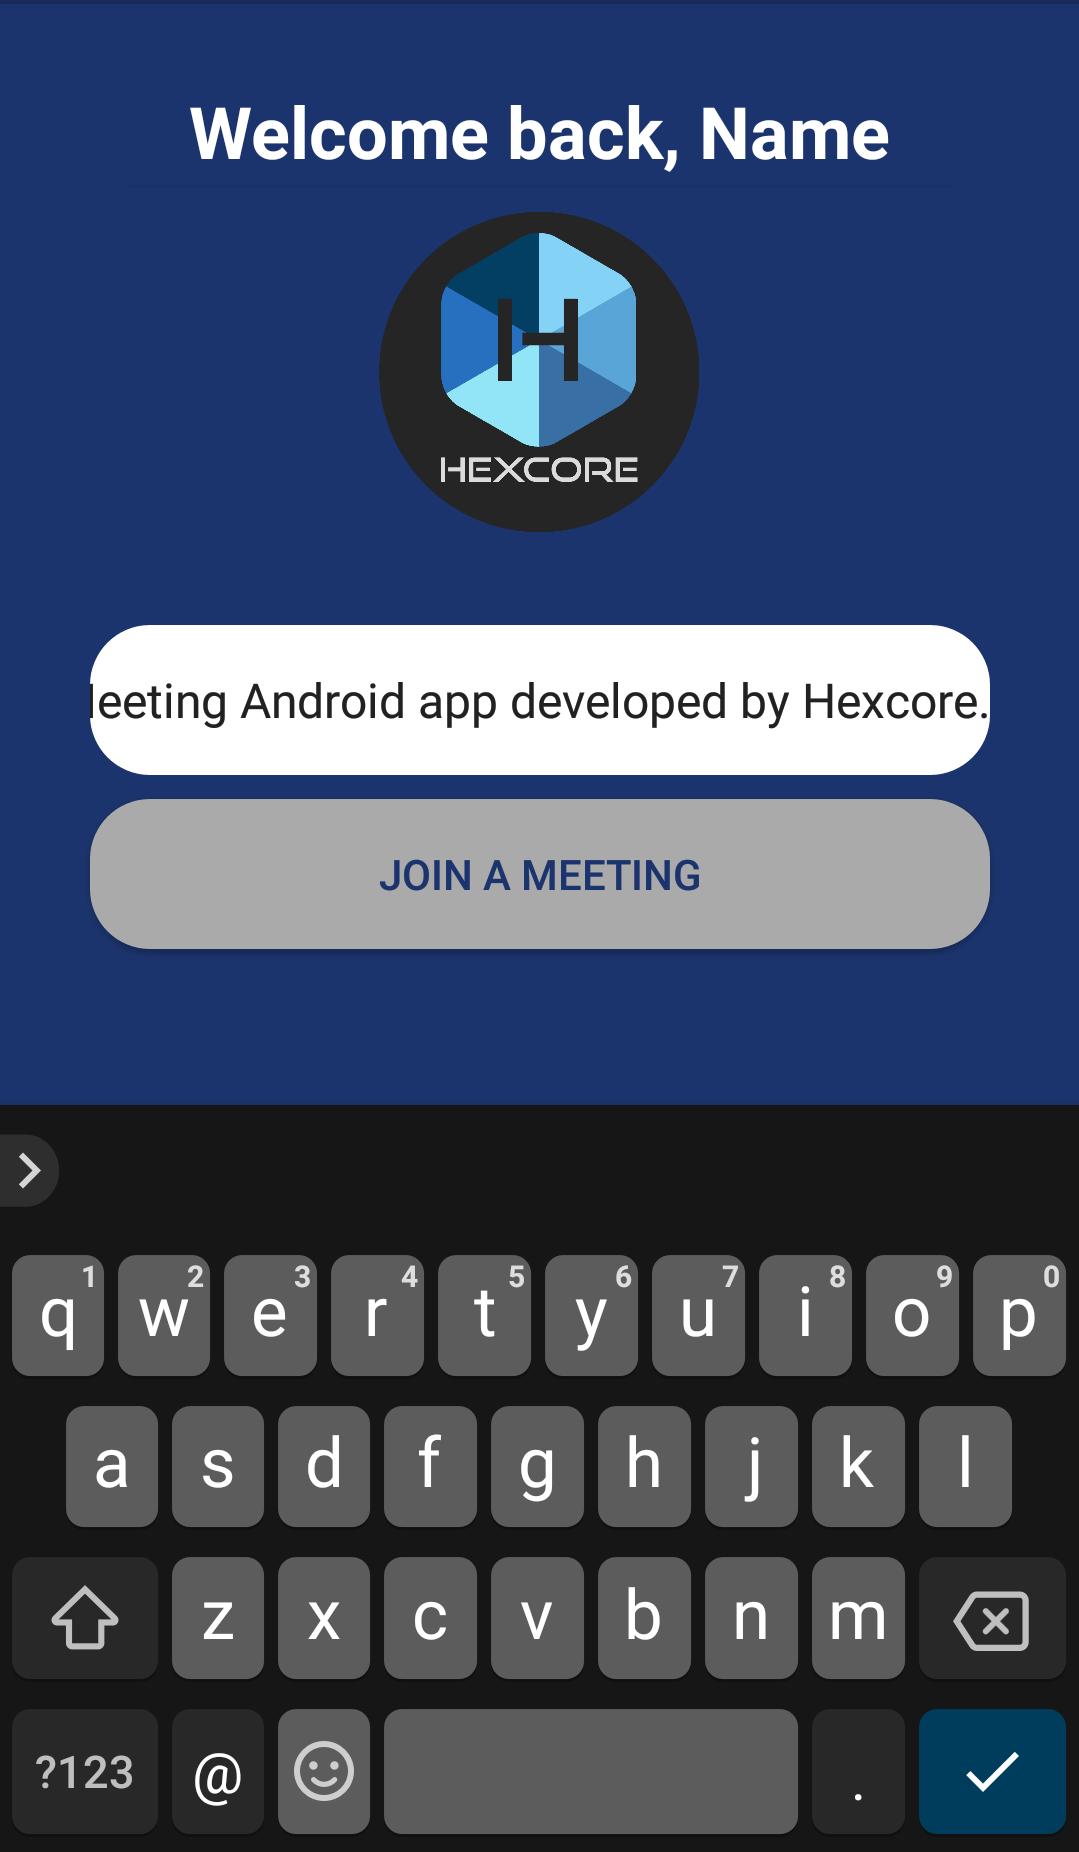 Welcome back, Name
H
HEXCORE
eeting Android app developed by Hexcore.
JOIN A MEETING
1 2 3 4 5 6 7 8 9 0
q w e r t y u i o p
a s d f g h j k l
z x c v b n m
?123 @ .